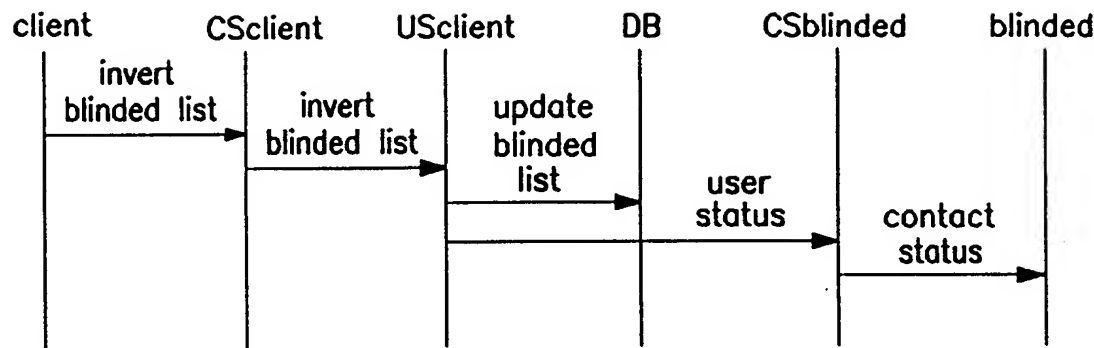 client CSclient USclient DB CSblinded blinded
invert
blinded list
invert
blinded list
update
blinded
list
user
status
contact
status